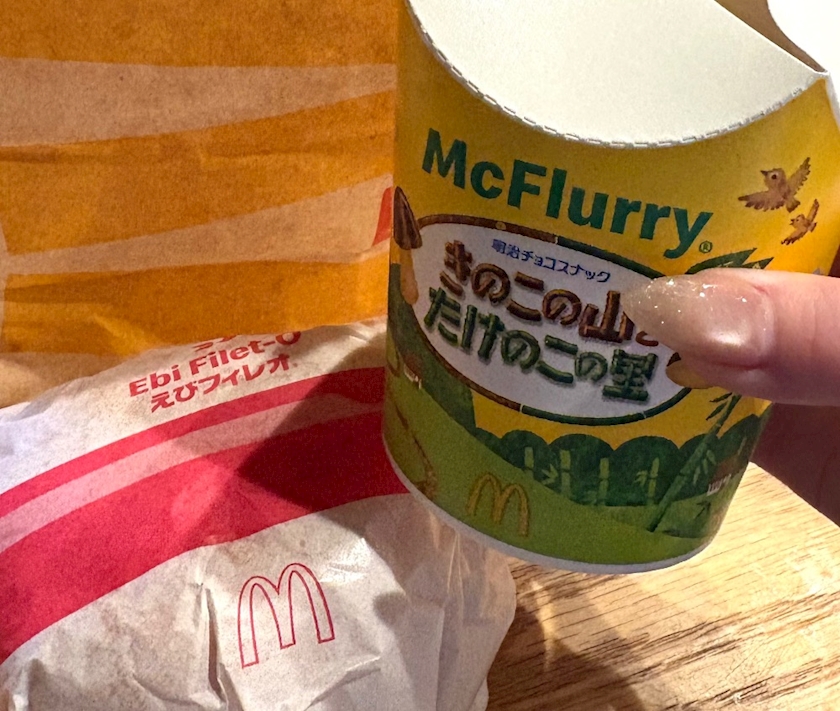 McFlurry®
明治チョコスナック
きのこの山と
たけのこの里
Ebi Filet-O
えびフィレオ